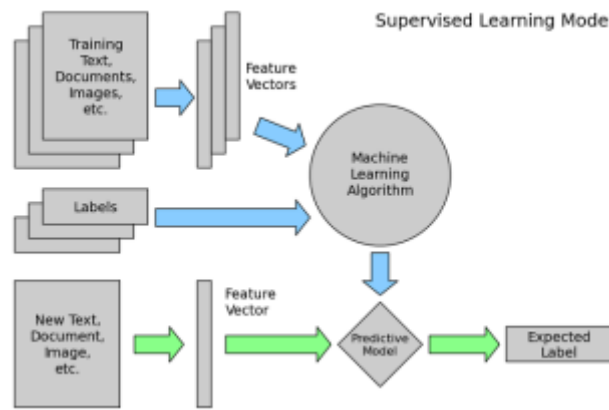 Supervised Learning Mode
Training
Text,
Documents,
Images,
etc.
Feature
Vectors
Machine
Learning
Algorithm
Labels
New Text,
Document,
Image,
etc.
Feature
Vector
Predictive
Model
Expected
Label